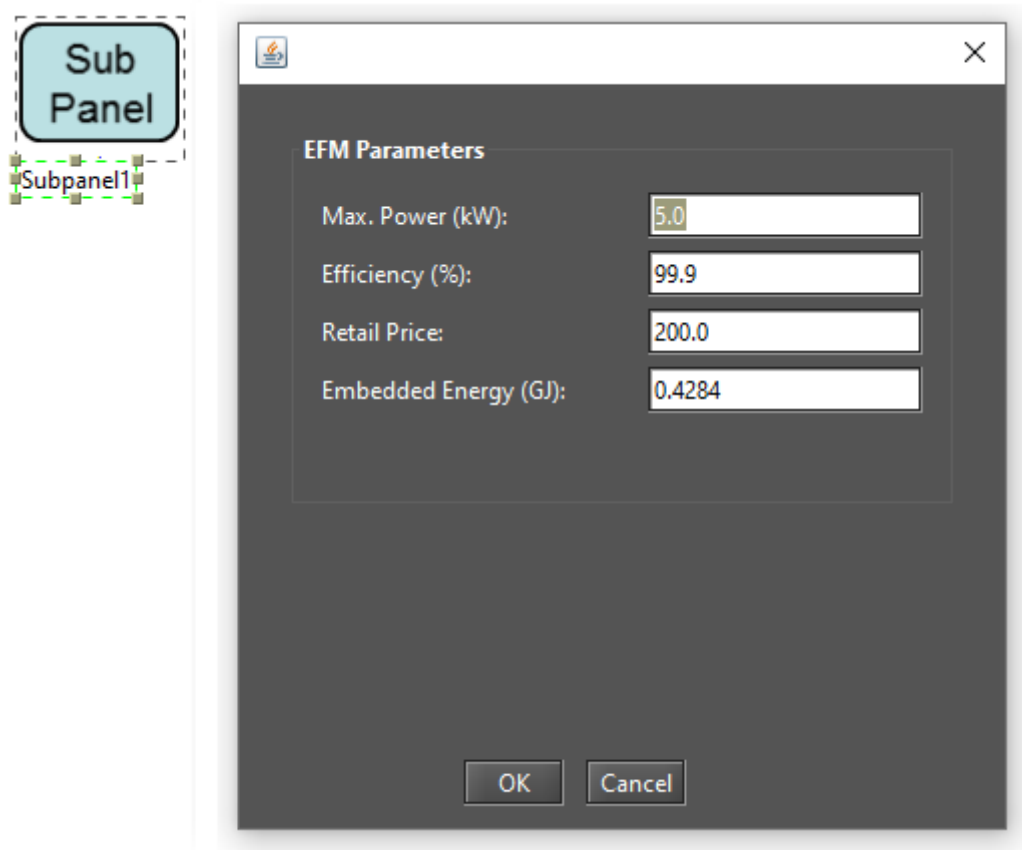 Sub
Panel
Subpanel1
EFM Parameters
Max. Power (kW): 5.0
Efficiency (%): 99.9
Retail Price: 200.0
Embedded Energy (GJ): 0.4284
OK Cancel